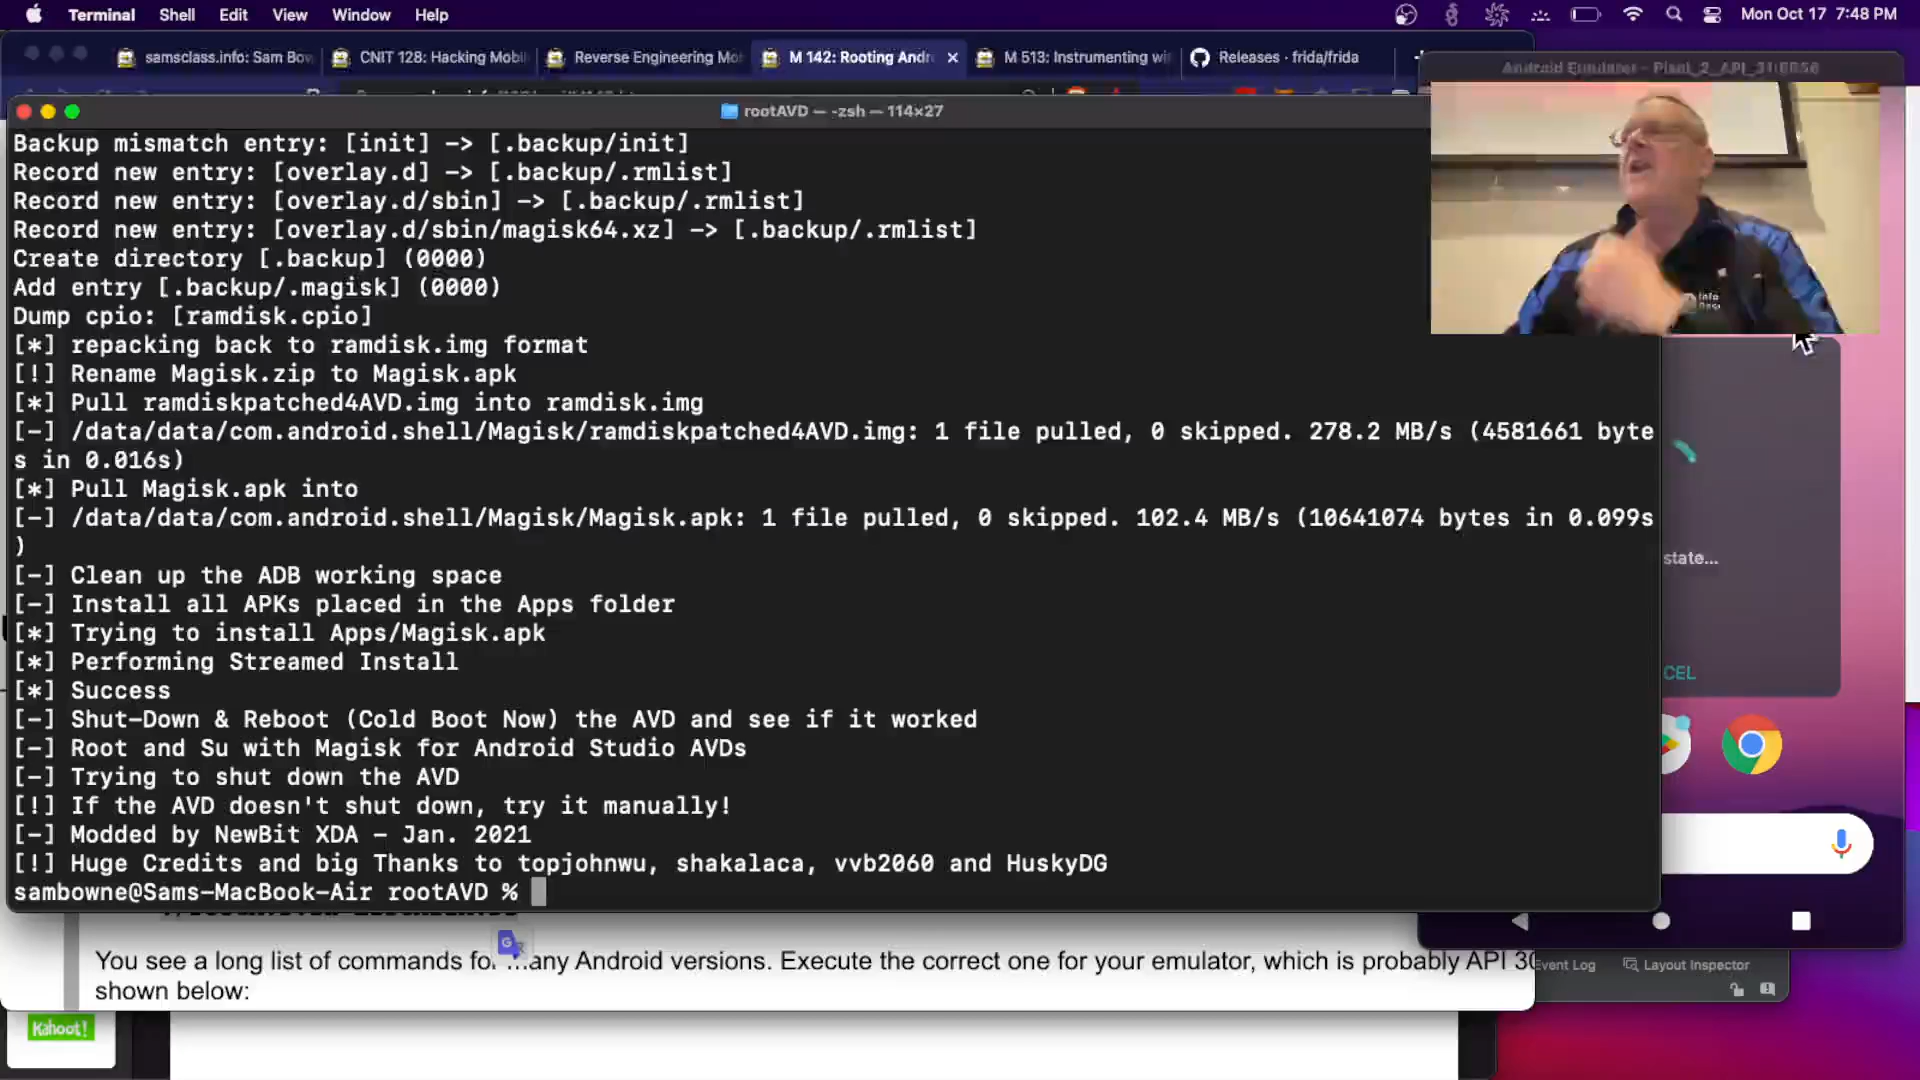 Terminal Shell Edit View Window Help Mon Oct 17 7:48 PM
samsclass.info: Sam Bow CNIT 128: Hacking Mobil Reverse Engineering Mo M 142: Rooting Andr M 513: Instrumenting wi Releases · frida/frida
Android Emulator - Pixel_2_API_31:5556
rootAVD — -zsh — 114×27
Backup mismatch entry: [init] -> [.backup/init]
Record new entry: [overlay.d] -> [.backup/.rmlist]
Record new entry: [overlay.d/sbin] -> [.backup/.rmlist]
Record new entry: [overlay.d/sbin/magisk64.xz] -> [.backup/.rmlist]
Create directory [.backup] (0000)
Add entry [.backup/.magisk] (0000)
Dump cpio: [ramdisk.cpio]
[*] repacking back to ramdisk.img format
[!] Rename Magisk.zip to Magisk.apk
[*] Pull ramdiskpatched4AVD.img into ramdisk.img
[-] /data/data/com.android.shell/Magisk/ramdiskpatched4AVD.img: 1 file pulled, 0 skipped. 278.2 MB/s (4581661 byte
s in 0.016s)
[*] Pull Magisk.apk into
[-] /data/data/com.android.shell/Magisk/Magisk.apk: 1 file pulled, 0 skipped. 102.4 MB/s (10641074 bytes in 0.099s
)
[-] Clean up the ADB working space
[-] Install all APKs placed in the Apps folder
[*] Trying to install Apps/Magisk.apk
[*] Performing Streamed Install
[*] Success
[-] Shut-Down & Reboot (Cold Boot Now) the AVD and see if it worked
[-] Root and Su with Magisk for Android Studio AVDs
[-] Trying to shut down the AVD
[!] If the AVD doesn't shut down, try it manually!
[-] Modded by NewBit XDA - Jan. 2021
[!] Huge Credits and big Thanks to topjohnwu, shakalaca, vvb2060 and HuskyDG
sambowne@Sams-MacBook-Air rootAVD %
state...
CEL
You see a long list of commands for many Android versions. Execute the correct one for your emulator, which is probably API 30
shown below:
Event Log Layout Inspector
Kahoot!